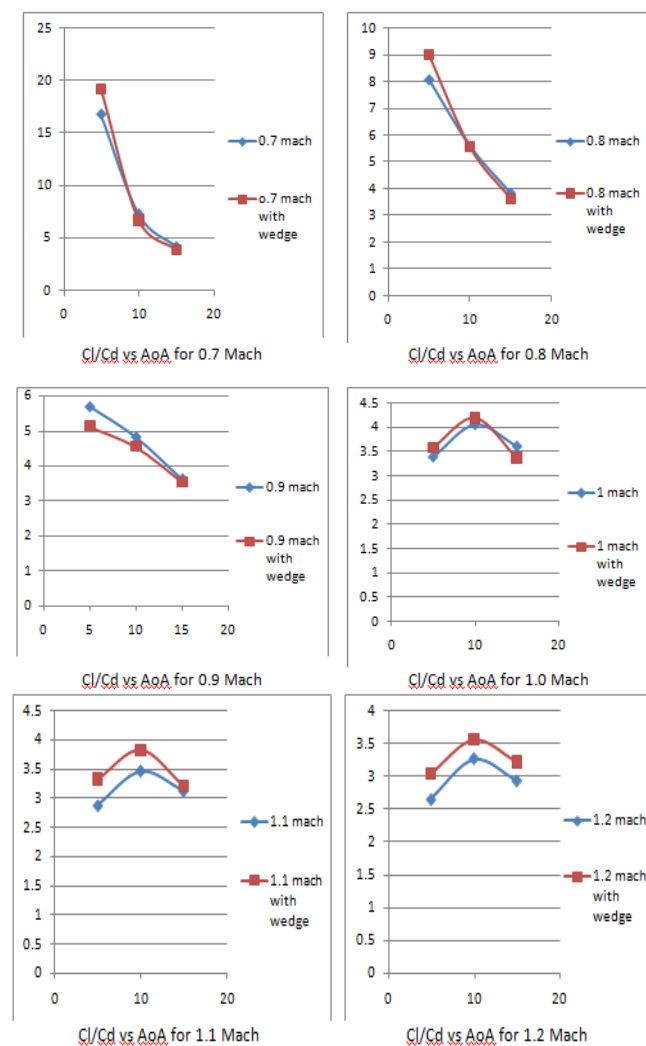 25
20
15
10
5
0
0
10
20
0.7 mach
o.7 mach
with
wedge
Cl/Cd vs AoA for 0.7 Mach
10
9
8
7
6
5
4
3
2
1
0
0
10
20
0.8 mach
0.8 mach
with
wedge
Cl/Cd vs AoA for 0.8 Mach
6
5
4
3
2
1
0
0
5
10
15
20
0.9 mach
0.9 mach
with
wedge
Cl/Cd vs AoA for 0.9 Mach
4.5
4
3.5
3
2.5
2
1.5
1
0.5
0
0
10
20
1 mach
1 mach
with
wedge
Cl/Cd vs AoA for 1.0 Mach
4.5
4
3.5
3
2.5
2
1.5
1
0.5
0
0
10
20
1.1 mach
1.1 mach
with
wedge
Cl/Cd vs AoA for 1.1 Mach
4
3.5
3
2.5
2
1.5
1
0.5
0
0
10
20
1.2 mach
1.2 mach
with
wedge
Cl/Cd vs AoA for 1.2 Mach